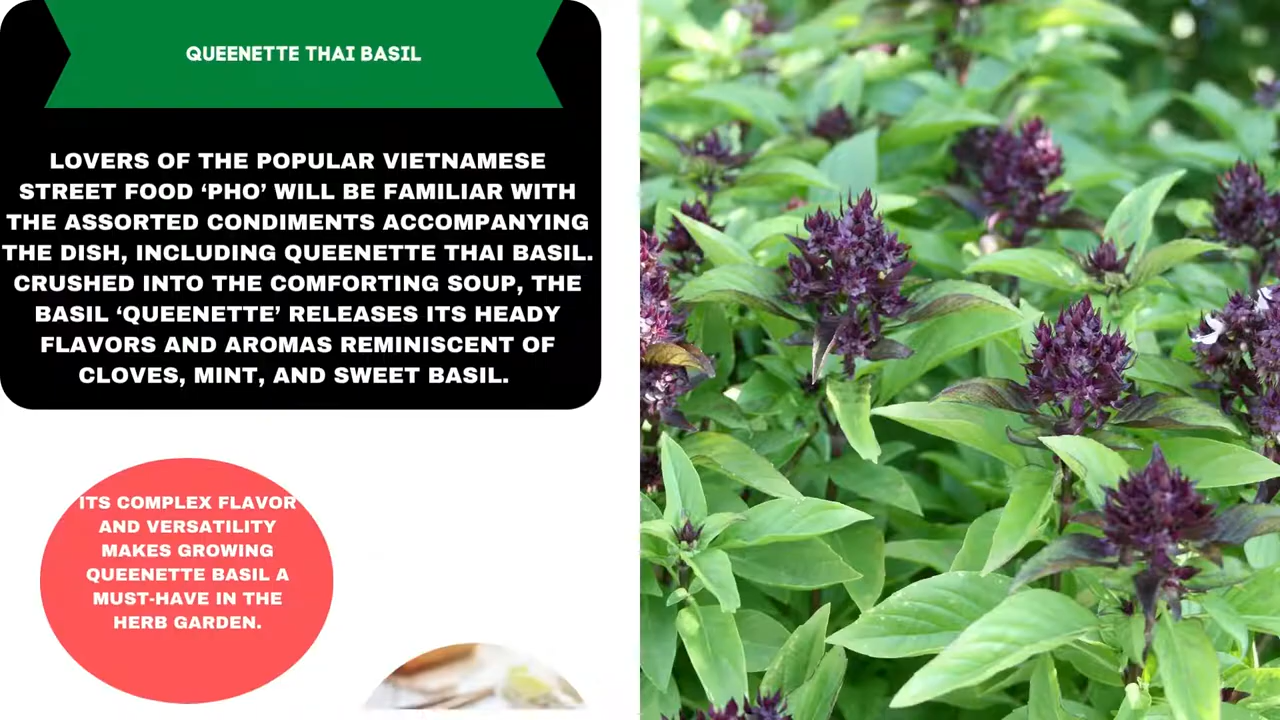 QUEENETTE THAI BASIL
LOVERS OF THE POPULAR VIETNAMESE
STREET FOOD ‘PHO’ WILL BE FAMILIAR WITH
THE ASSORTED CONDIMENTS ACCOMPANYING
THE DISH, INCLUDING QUEENETTE THAI BASIL.
CRUSHED INTO THE COMFORTING SOUP, THE
BASIL ‘QUEENETTE’ RELEASES ITS HEADY
FLAVORS AND AROMAS REMINISCENT OF
CLOVES, MINT, AND SWEET BASIL.
ITS COMPLEX FLAVOR
AND VERSATILITY
MAKES GROWING
QUEENETTE BASIL A
MUST-HAVE IN THE
HERB GARDEN.